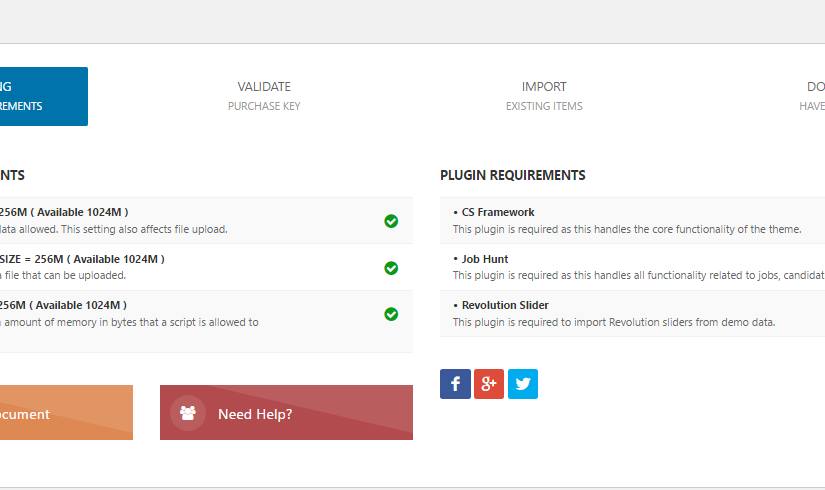 NG
REMENTS
VALIDATE
PURCHASE KEY
IMPORT
EXISTING ITEMS
DO
HAVE
NTS
256M ( Available 1024M )
data allowed. This setting also affects file upload.
SIZE = 256M ( Available 1024M )
a file that can be uploaded.
256M ( Available 1024M )
amount of memory in bytes that a script is allowed to
PLUGIN REQUIREMENTS
• CS Framework
This plugin is required as this handles the core functionality of the theme.
• Job Hunt
This plugin is required as this handles all functionality related to jobs, candidat
• Revolution Slider
This plugin is required to import Revolution sliders from demo data.
f
g+
ocument
Need Help?